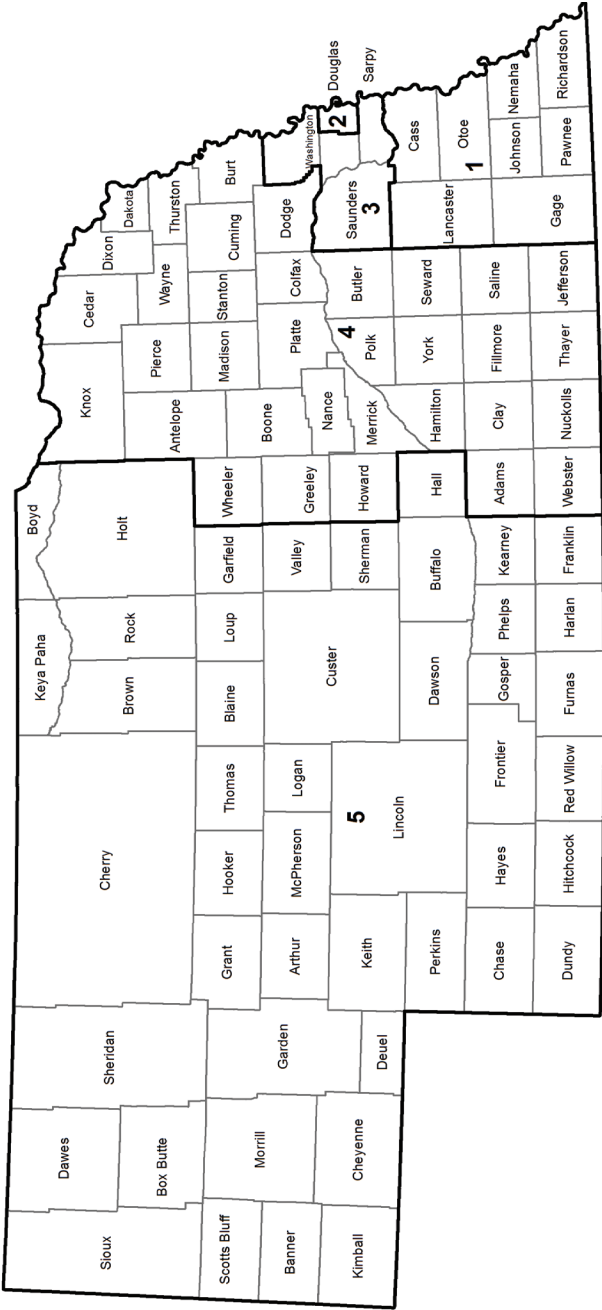 Sioux
Dawes
Box Butte
Sheridan
Cherry
Keya Paha
Boyd
Brown
Rock
Holt
Knox
Cedar
Dixon
Dakota
Antelope
Pierce
Wayne
Thurston
Scotts Bluff
Banner
Kimball
Morrill
Cheyenne
Garden
Deuel
Grant
Hooker
Thomas
Blaine
Loup
Garfield
Wheeler
Boone
Madison
Stanton
Cuming
Burt
Arthur
McPherson
Logan
Custer
Valley
Greeley
Nance
Platte
Colfax
Dodge
Washington
Keith
Lincoln
5
Sherman
Howard
Merrick
Polk
4
Butler
Saunders
3
Douglas
2
Sarpy
Perkins
Dawson
Buffalo
Hall
Hamilton
York
Seward
Lancaster
Cass
Otoe
1
Chase
Hayes
Frontier
Gosper
Phelps
Kearney
Adams
Clay
Fillmore
Saline
Gage
Johnson
Nemaha
Dundy
Hitchcock
Red Willow
Furnas
Harlan
Franklin
Webster
Nuckolls
Thayer
Jefferson
Pawnee
Richardson